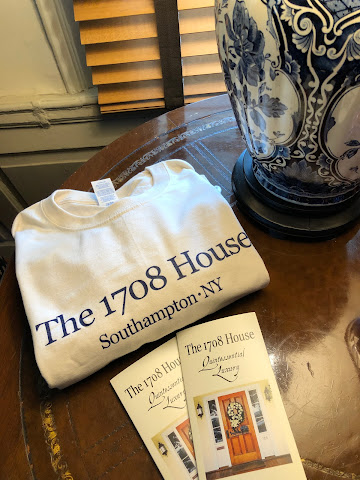 The 1708 House
Southampton·NY
The 1708 House
Quintessential
Luxury
The 1708 House
Quintessential
Luxury